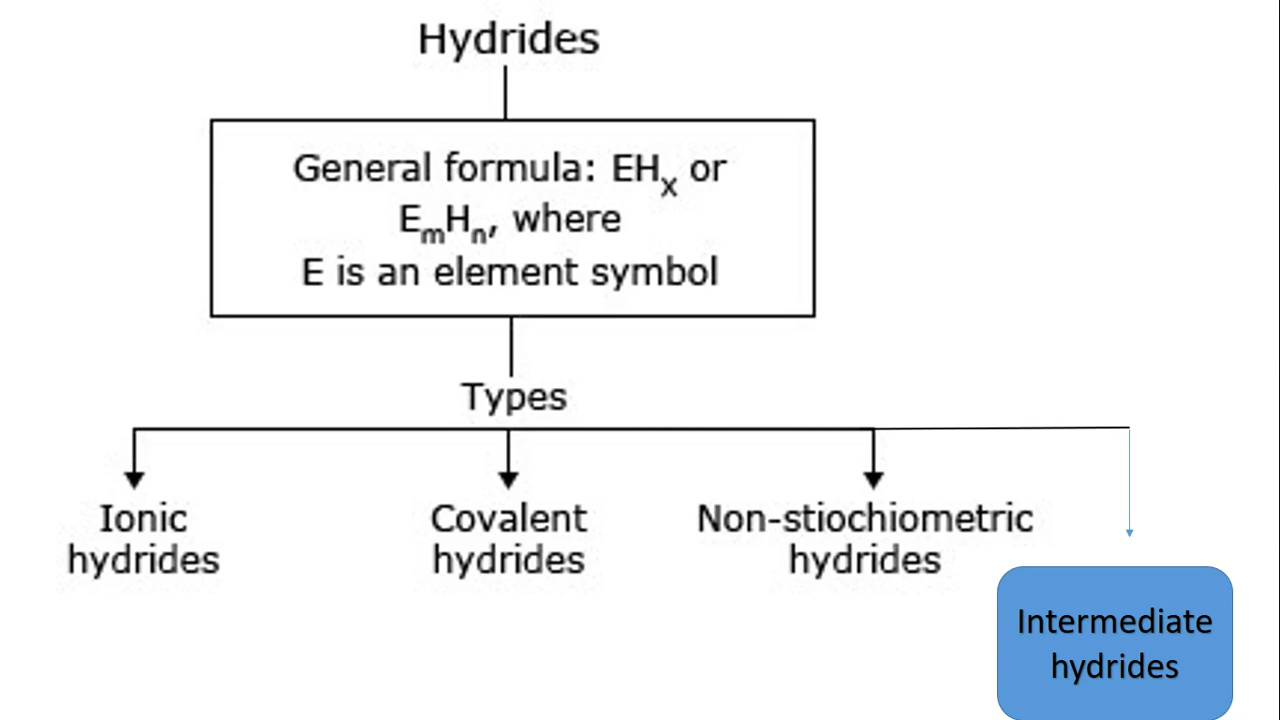 Hydrides
General formula: EHx or
EmHn, where
E is an element symbol
Types
Ionic
hydrides
Covalent
hydrides
Non-stiochiometric
hydrides
Intermediate
hydrides